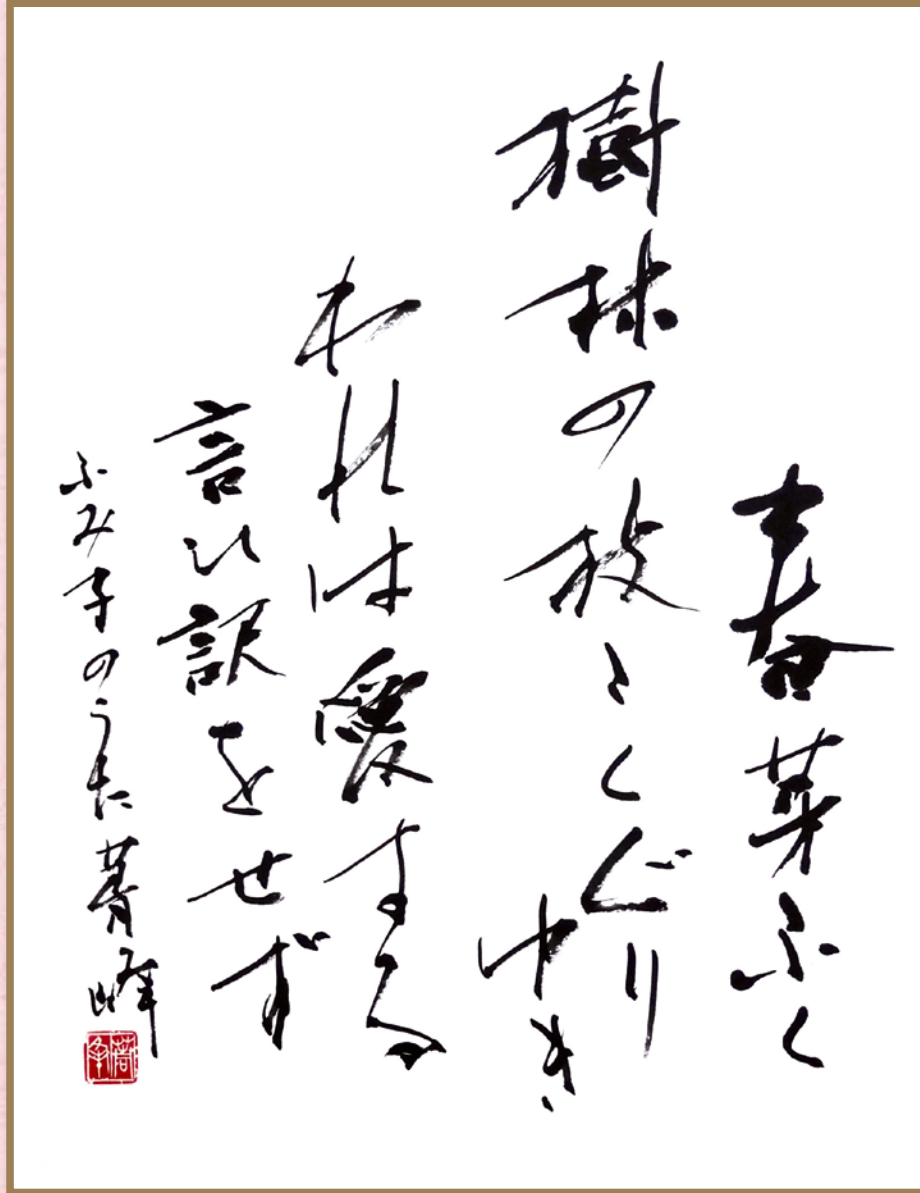 春芽ふく
樹林の枝々くぐりゆき
われは愛する
言ひ訳をせず
ふみ子のうた 菁峰